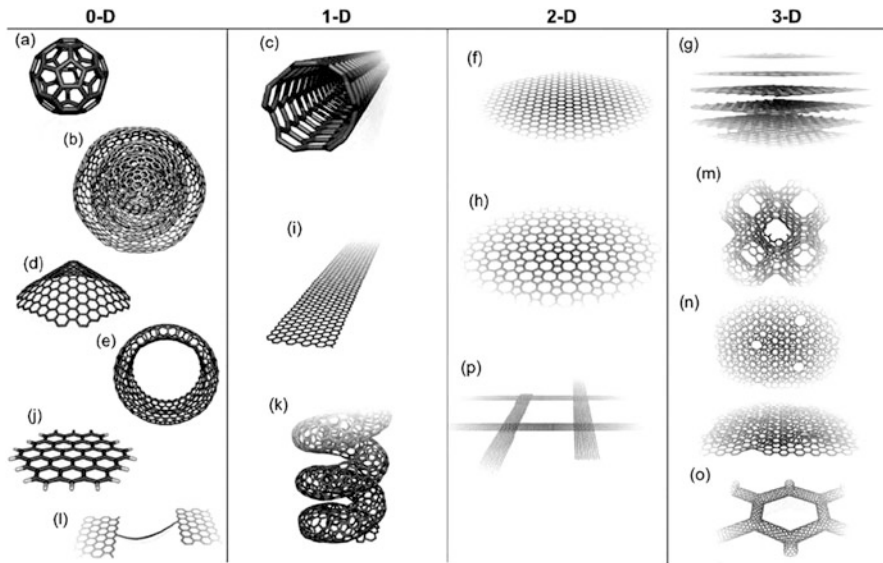 0-D 1-D 2-D 3-D
(a) (c) (f) (g)
(b)
(m)
(h)
(i)
(d)
(n)
(e)
(p)
(j) (k)
(o)
(l)